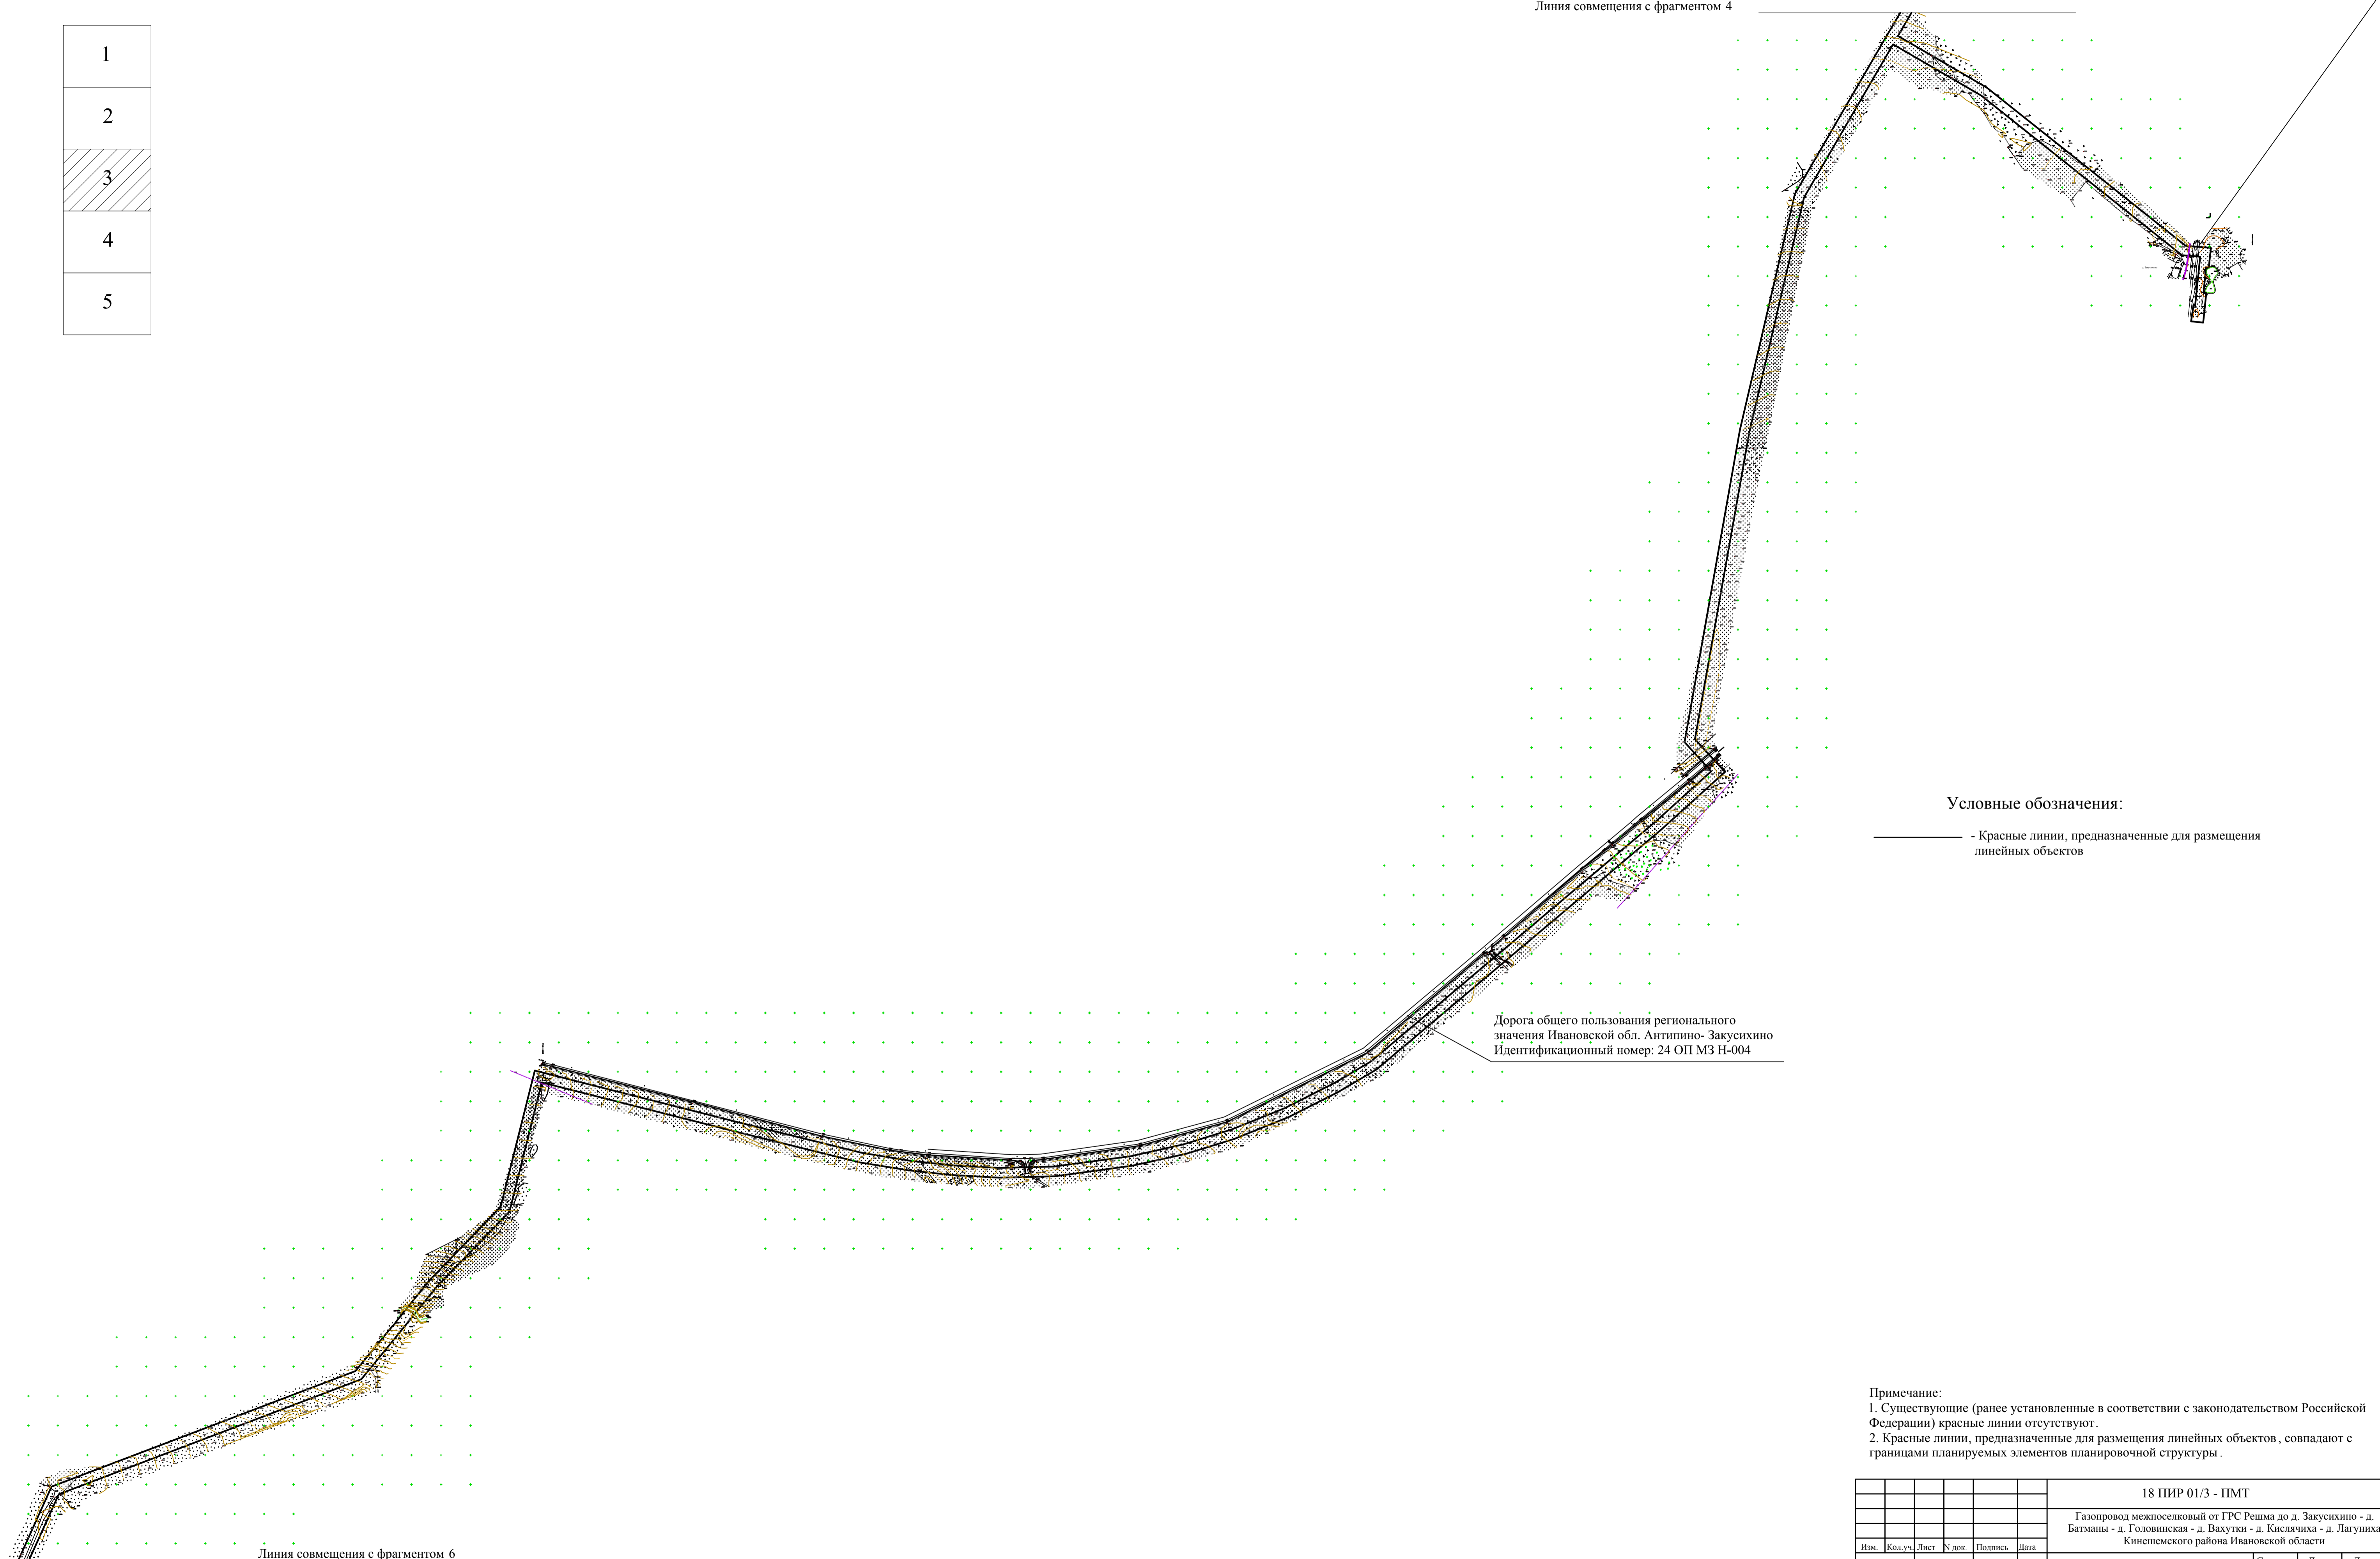 Линия совмещения с фрагментом 4
1
2
3
4
5
Условные обозначения:
- Красные линии, предназначенные для размещения
линейных объектов
Дорога общего пользования регионального
значения Ивановской обл. Антипино- Закусихино
Идентификационный номер: 24 ОП МЗ Н-004
Примечание:
1. Существующие (ранее установленные в соответствии с законодательством Российской
Федерации) красные линии отсутствуют.
2. Красные линии, предназначенные для размещения линейных объектов, совпадают с
границами планируемых элементов планировочной структуры.
18 ПИР 01/3 - ПМТ
Газопровод межпоселковый от ГРС Решма до д. Закусихино - д.
Батманы - д. Головинская - д. Вахутки - д. Кислячиха - д. Лагуниха
Кинешемского района Ивановской области
Изм. Кол.уч. Лист N док. Подпись Дата
Линия совмещения с фрагментом 6